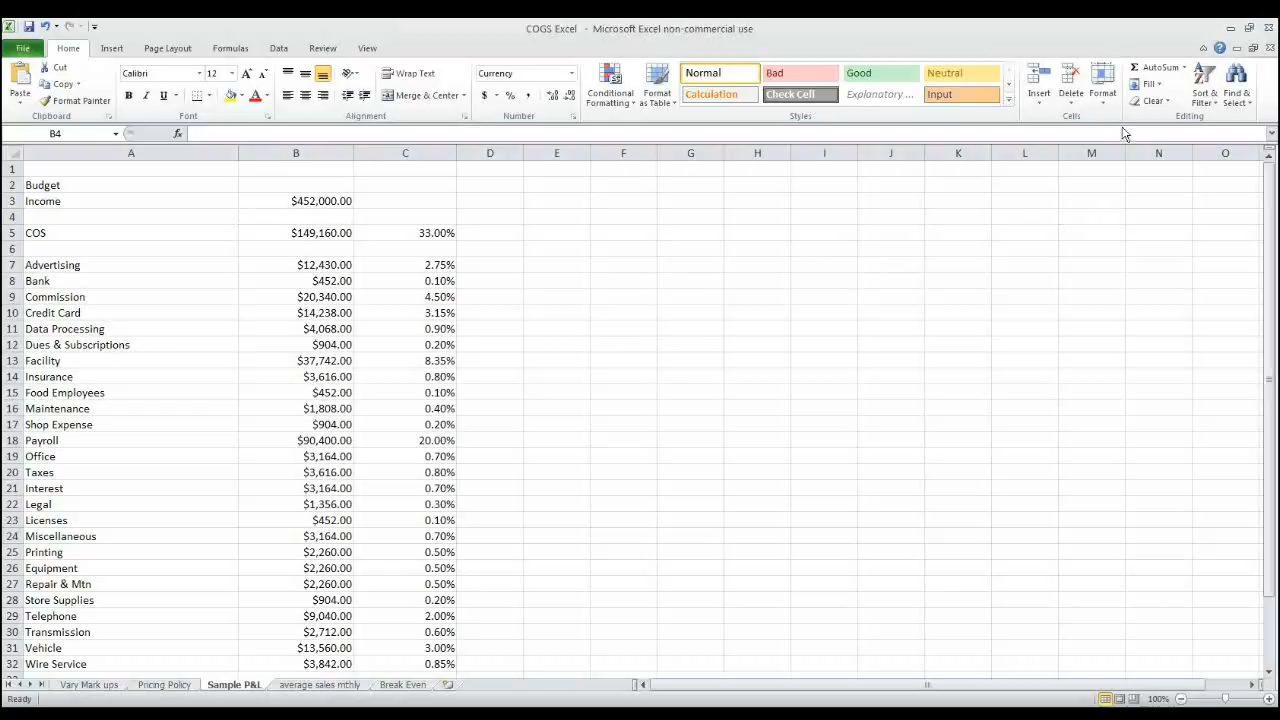 COGS Excel - Microsoft Excel non-commercial use
File Home Insert Page Layout Formulas Data Review View
Paste Cut Copy Format Painter Clipboard
Calibri 12 B I U A Font
Wrap Text Merge & Center Alignment
Currency $ % , Number
Conditional Formatting Format as Table
Normal Bad Good Neutral
Calculation Check Cell Explanatory ... Input
Styles
Insert Delete Format Cells
AutoSum Fill Clear Sort & Filter Find & Select Editing
B4 fx
A B C D E F G H I J K L M N O
1
2 Budget
3 Income $452,000.00
4
5 COS $149,160.00 33.00%
6
7 Advertising $12,430.00 2.75%
8 Bank $452.00 0.10%
9 Commission $20,340.00 4.50%
10 Credit Card $14,238.00 3.15%
11 Data Processing $4,068.00 0.90%
12 Dues & Subscriptions $904.00 0.20%
13 Facility $37,742.00 8.35%
14 Insurance $3,616.00 0.80%
15 Food Employees $452.00 0.10%
16 Maintenance $1,808.00 0.40%
17 Shop Expense $904.00 0.20%
18 Payroll $90,400.00 20.00%
19 Office $3,164.00 0.70%
20 Taxes $3,616.00 0.80%
21 Interest $3,164.00 0.70%
22 Legal $1,356.00 0.30%
23 Licenses $452.00 0.10%
24 Miscellaneous $3,164.00 0.70%
25 Printing $2,260.00 0.50%
26 Equipment $2,260.00 0.50%
27 Repair & Mtn $2,260.00 0.50%
28 Store Supplies $904.00 0.20%
29 Telephone $9,040.00 2.00%
30 Transmission $2,712.00 0.60%
31 Vehicle $13,560.00 3.00%
32 Wire Service $3,842.00 0.85%
Vary Mark ups Pricing Policy Sample P&L average sales mthly Break Even
Ready 100%